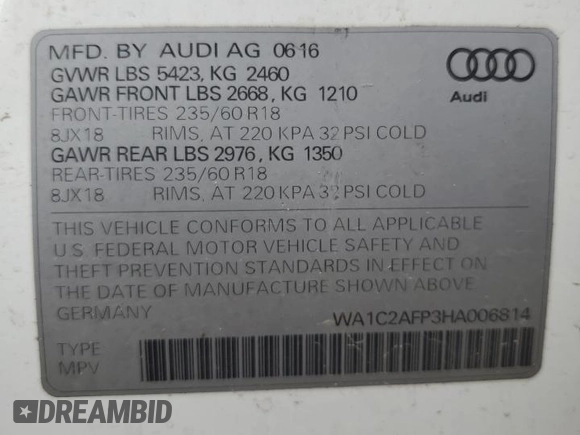 MFD. BY AUDI AG 0616
GVWR LBS 5423, KG 2460
GAWR FRONT LBS 2668, KG 1210
FRONT-TIRES 235/60 R18
8JX18 RIMS, AT 220 KPA 32 PSI COLD
GAWR REAR LBS 2976, KG 1350
REAR-TIRES 235/60 R18
8JX18 RIMS, AT 220 KPA 32 PSI COLD
Audi
THIS VEHICLE CONFORMS TO ALL APPLICABLE
U.S. FEDERAL MOTOR VEHICLE SAFETY AND
THEFT PREVENTION STANDARDS IN EFFECT ON
THE DATE OF MANUFACTURE SHOWN ABOVE
GERMANY
WA1C2AFP3HA006814
TYPE
MPV
DREAMBID